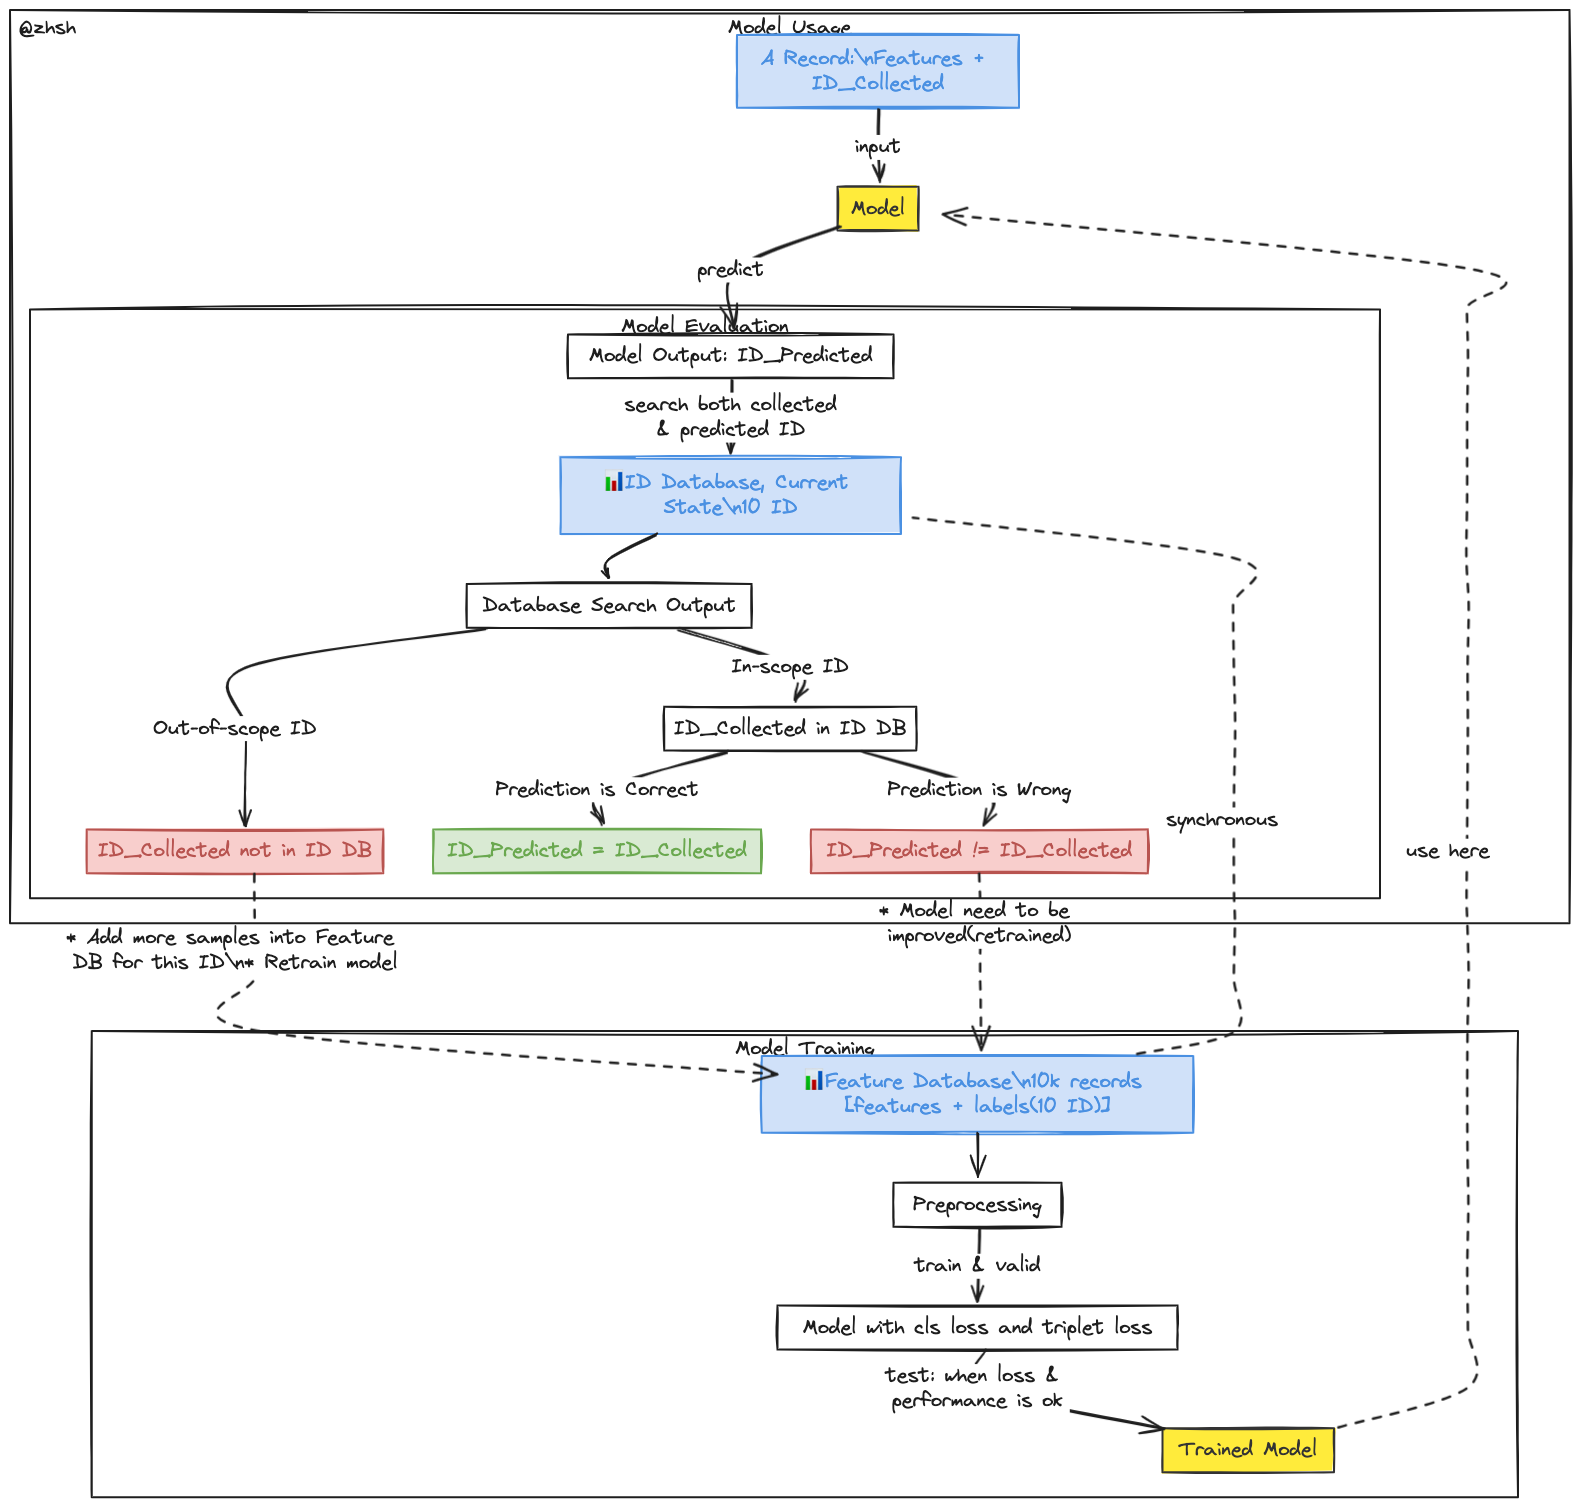 @zhsh
Model Usage
A Record:\nFeatures +
ID_Collected
input
Model
predict
Model Evaluation
Model Output: ID_Predicted
search both collected
& predicted ID
ID Database, Current
State\n10 ID
Database Search Output
In-scope ID
Out-of-scope ID
ID_Collected in ID DB
Prediction is Correct
Prediction is Wrong
synchronous
use here
ID_Collected not in ID DB
ID_Predicted = ID_Collected
ID_Predicted != ID_Collected
* Model need to be
improved(retrained)
* Add more samples into Feature
DB for this ID\n* Retrain model
Model Training
Feature Database\n10k records
[features + labels(10 ID)]
Preprocessing
train & valid
Model with cls loss and triplet loss
test: when loss &
performance is ok
Trained Model